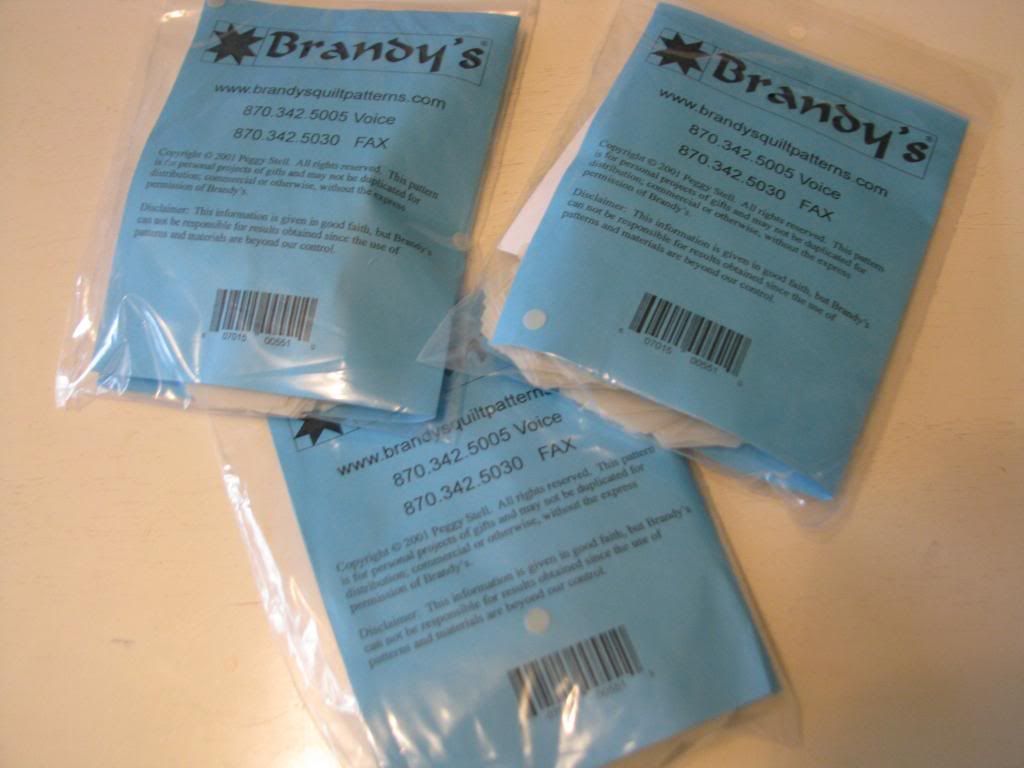 Brandy's®
www.brandysquiltpatterns.com
870.342.5005 Voice
870.342.5030 FAX
Copyright © 2001 Peggy Stell. All rights reserved. This pattern
is for personal projects of gifts and may not be duplicated for
distribution; commercial or otherwise, without the express
permission of Brandy's.
Disclaimer: This information is given in good faith, but Brandy's
can not be responsible for results obtained since the use of
patterns and materials are beyond our control.
07015 00551
Brandy's®
www.brandysquiltpatterns.com
870.342.5005 Voice
870.342.5030 FAX
Copyright © 2001 Peggy Stell. All rights reserved. This pattern
is for personal projects of gifts and may not be duplicated for
distribution; commercial or otherwise, without the express
permission of Brandy's.
Disclaimer: This information is given in good faith, but Brandy's
can not be responsible for results obtained since the use of
patterns and materials are beyond our control.
07015 00551
www.brandysquiltpatterns
870.342.5005 Voice
870.342.5030 FAX
Copyright © 2001 Peggy Stell. All rights reserved. This pattern
is for personal projects of gifts and may not be duplicated for
distribution; commercial or otherwise, without the express
permission of Brandy's.
Disclaimer: This information is given in good faith, but Brandy's
can not be responsible for results obtained since the use of
patterns and materials are beyond our control.
00551